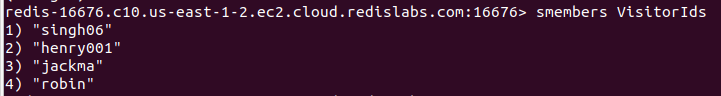 redis-16676.c10.us-east-1-2.ec2.cloud.redislabs.com:16676> smembers VisitorIds
1) "singh06"
2) "henry001"
3) "jackma"
4) "robin"